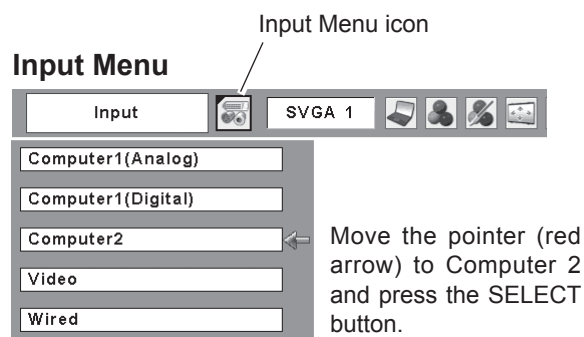 Input Menu icon
Input Menu
Input
SVGA 1
Computer1(Analog)
Computer1(Digital)
Computer2
Video
Wired
Move the pointer (red
arrow) to Computer 2
and press the SELECT
button.